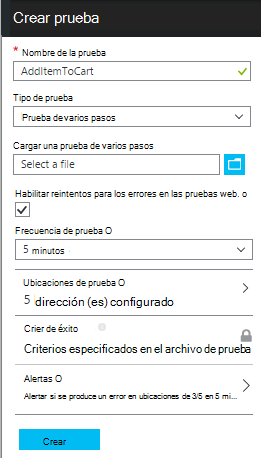 Crear prueba
* Nombre de la prueba
AddItemToCart
Tipo de prueba
Prueba de varios pasos
Cargar una prueba de varios pasos
Select a file
Habilitar reintentos para los errores en las pruebas web. o
Frecuencia de prueba O
5 minutos
Ubicaciones de prueba O
5 dirección (es) configurado
Crier de éxito
Criterios especificados en el archivo de prueba
Alertas O
Alertar si se produce un error en ubicaciones de 3/5 en 5 mi...
Crear